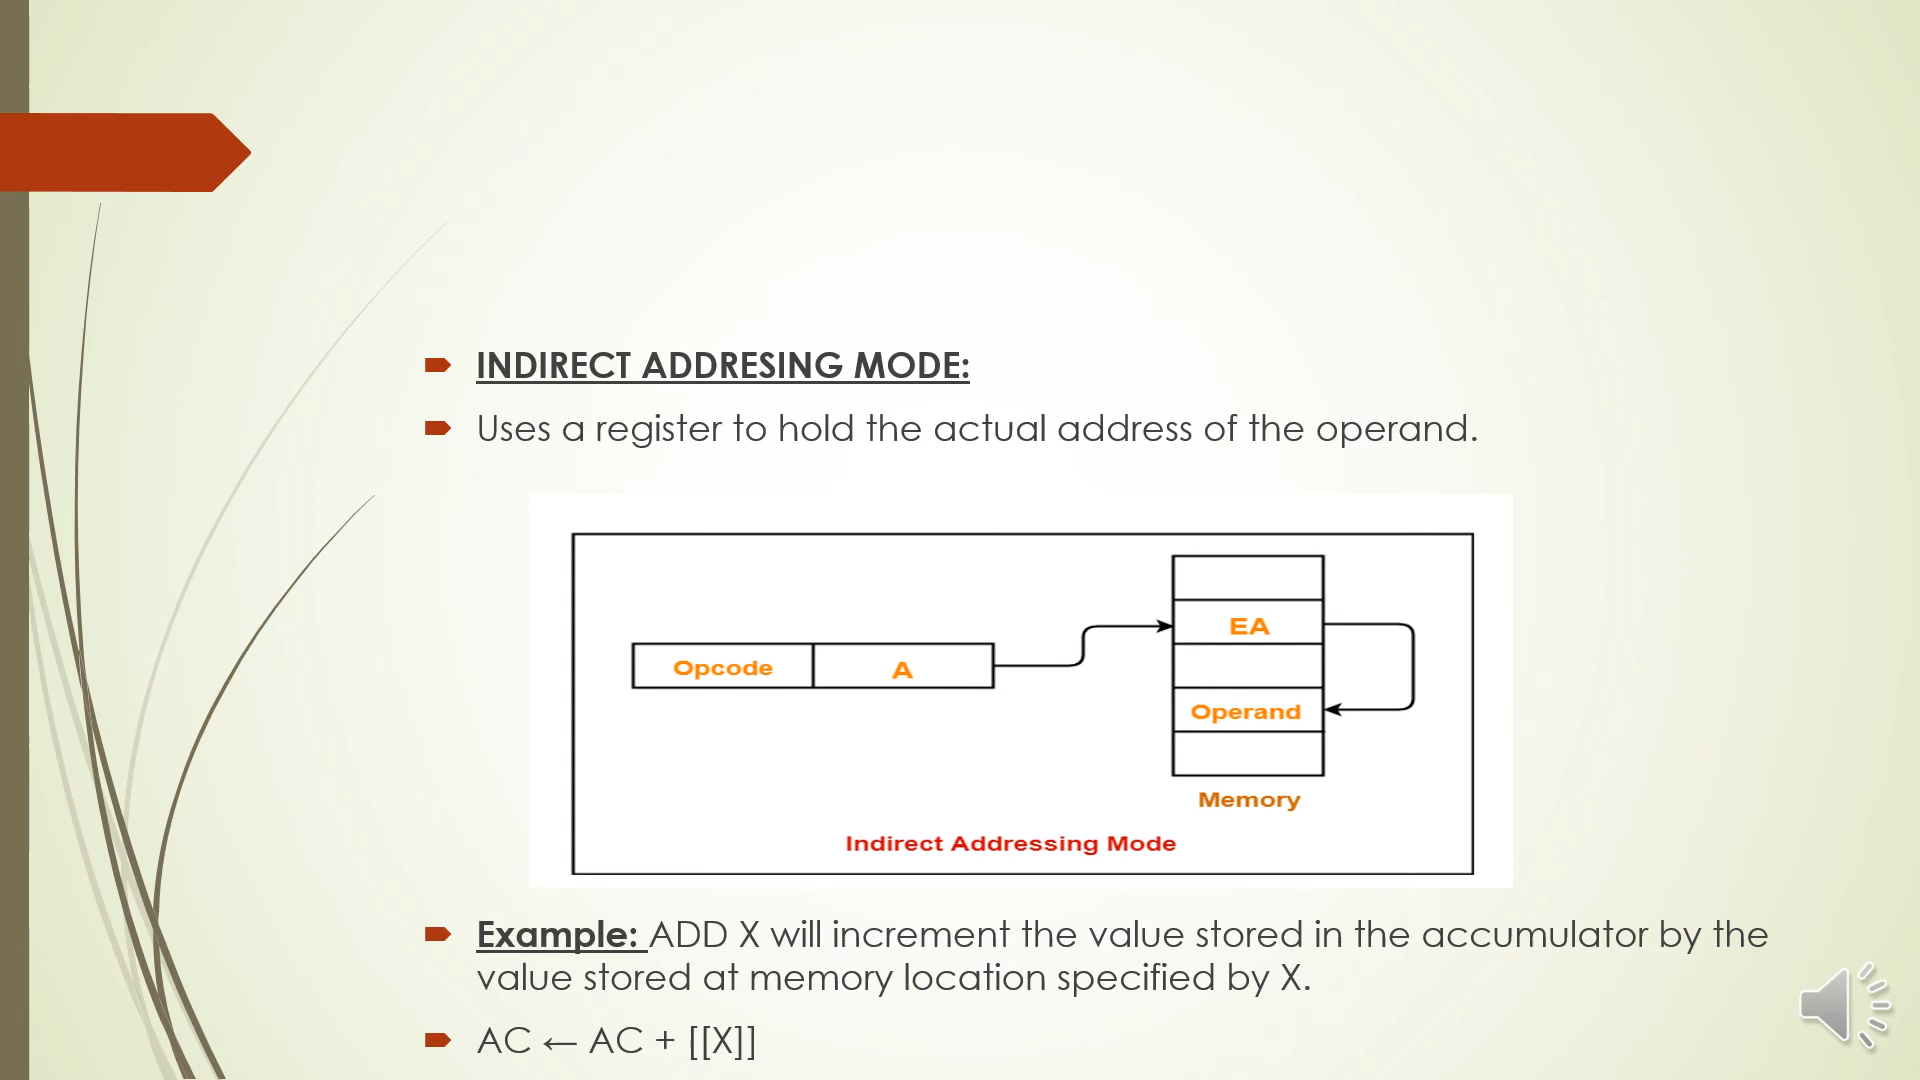 INDIRECT ADDRESING MODE:
Uses a register to hold the actual address of the operand.
EA
Opcode A
Operand
Memory
Indirect Addressing Mode
Example: ADD X will increment the value stored in the accumulator by the
value stored at memory location specified by X.
AC ← AC + [[X]]